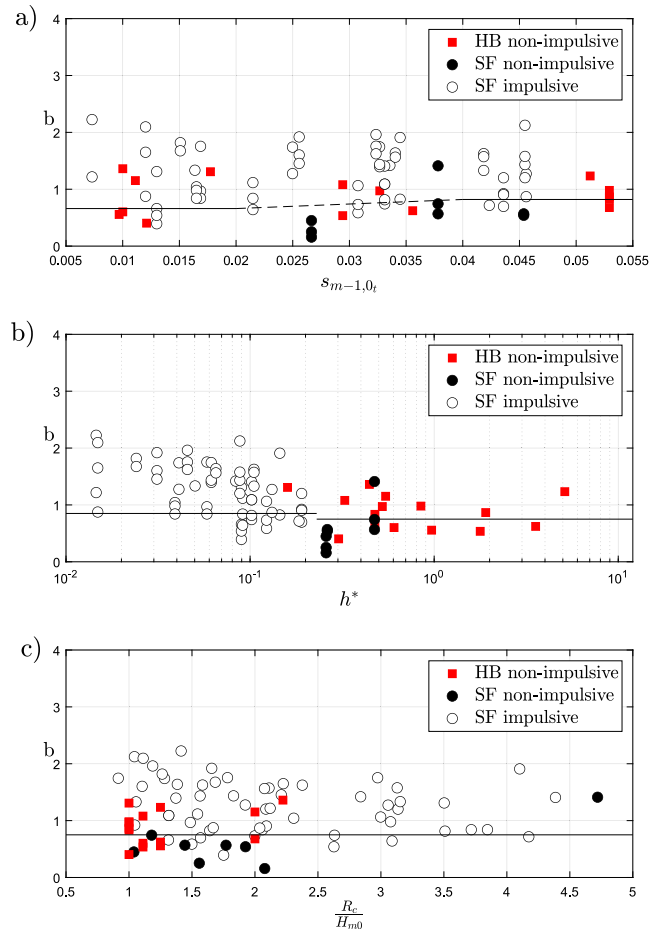 a)
4
3
2
b
1
0
HB non-impulsive
SF non-impulsive
SF impulsive
0.005 0.01 0.015 0.02 0.025 0.03 0.035 0.04 0.045 0.05 0.055
s_{m−1,0_t}
b)
4
3
2
b
1
0
HB non-impulsive
SF non-impulsive
SF impulsive
10^{-2} 10^{-1} 10^{0} 10^{1}
h*
c)
4
3
2
b
1
0
HB non-impulsive
SF non-impulsive
SF impulsive
0.5 1 1.5 2 2.5 3 3.5 4 4.5 5
R_c
H_{m0}